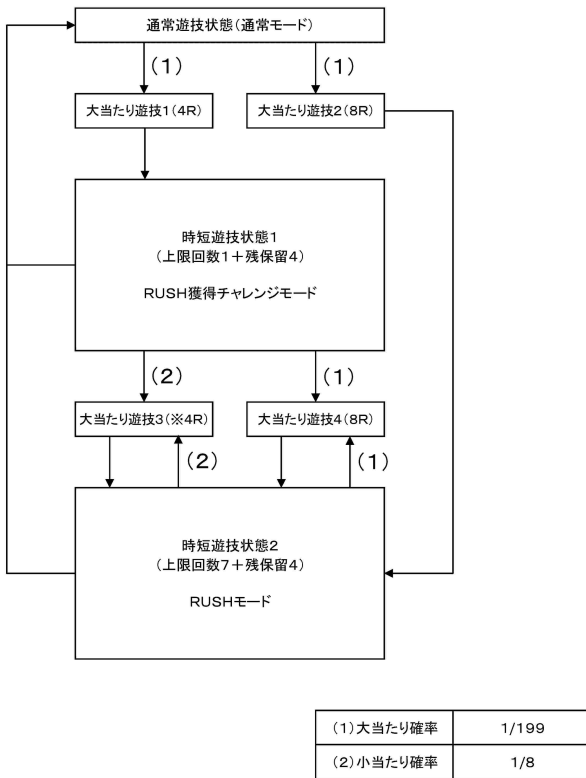 通常遊技状態(通常モード)
(1)
(1)
大当たり遊技1(4R)
大当たり遊技2(8R)
時短遊技状態1
(上限回数1+残保留4)
RUSH獲得チャレンジモード
(2)
(1)
大当たり遊技3(※4R)
大当たり遊技4(8R)
(2)
(1)
時短遊技状態2
(上限回数7+残保留4)
RUSHモード
(1)大当たり確率 1/199
(2)小当たり確率 1/8